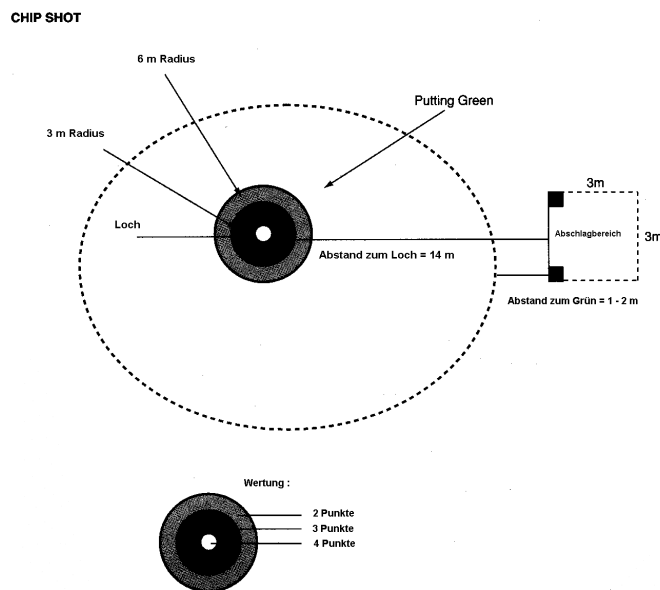 CHIP SHOT
6 m Radius
Putting Green
3 m Radius
3m
Loch
Abschlagbereich
3m
Abstand zum Loch = 14 m
Abstand zum Grün = 1 - 2 m
Wertung :
2 Punkte
3 Punkte
4 Punkte